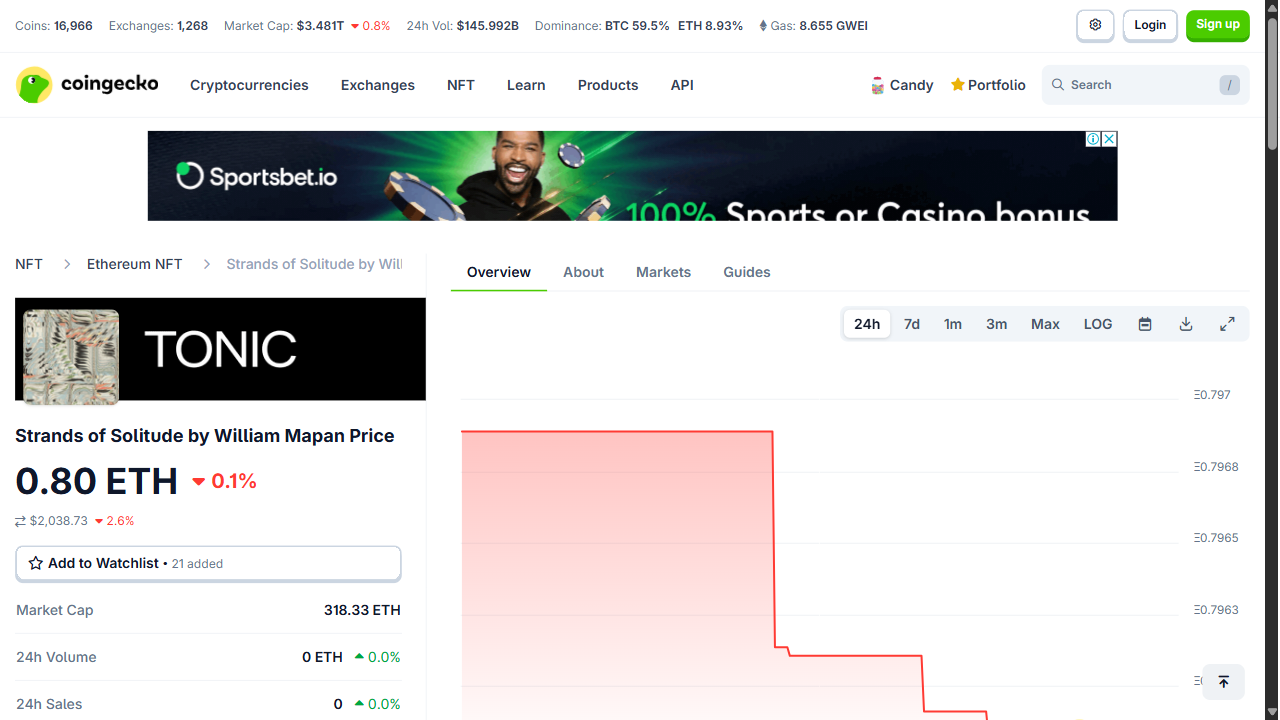 Coins: 16,966 Exchanges: 1,268 Market Cap: $3.481T 0.8% 24h Vol: $145.992B Dominance: BTC 59.5% ETH 8.93% Gas: 8.655 GWEI
Login
Sign up
coingecko
Cryptocurrencies Exchanges NFT Learn Products API
Candy Portfolio
Search /
Sportsbet.io
100% Sports or Casino bonus
NFT > Ethereum NFT > Strands of Solitude by Will
TONIC
Strands of Solitude by William Mapan Price
0.80 ETH 0.1%
$2,038.73 2.6%
Add to Watchlist • 21 added
Market Cap 318.33 ETH
24h Volume 0 ETH 0.0%
24h Sales 0 0.0%
Overview About Markets Guides
24h 7d 1m 3m Max LOG
Ξ0.797
Ξ0.7968
Ξ0.7965
Ξ0.7963